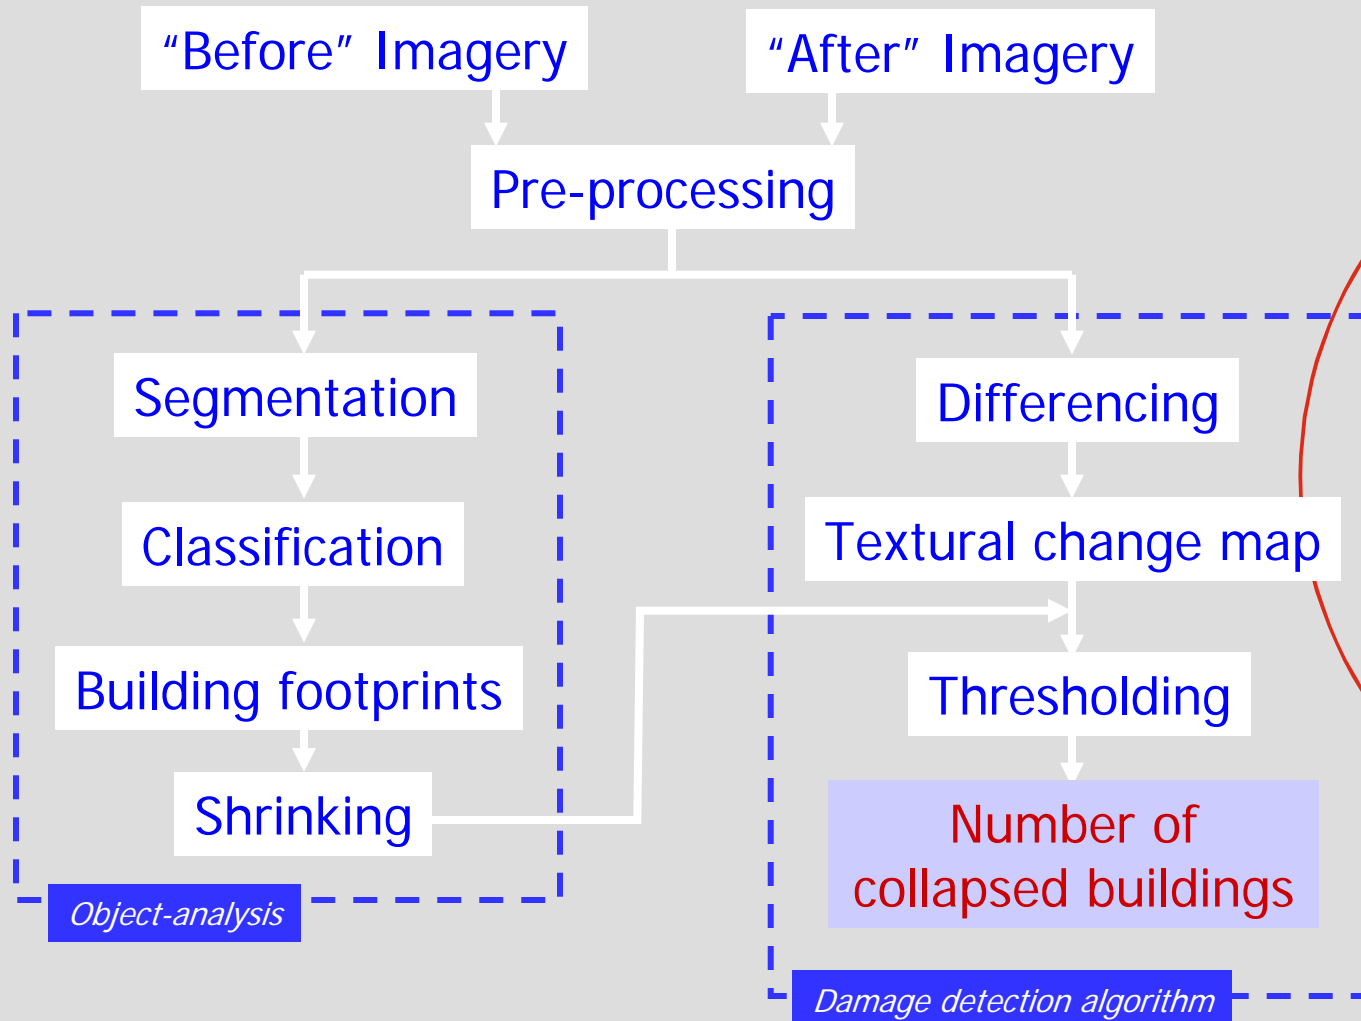 “Before” Imagery
“After” Imagery
Pre-processing
Segmentation
Classification
Building footprints
Shrinking
Object-analysis
Differencing
Textural change map
Thresholding
Number of
collapsed buildings
Damage detection algorithm